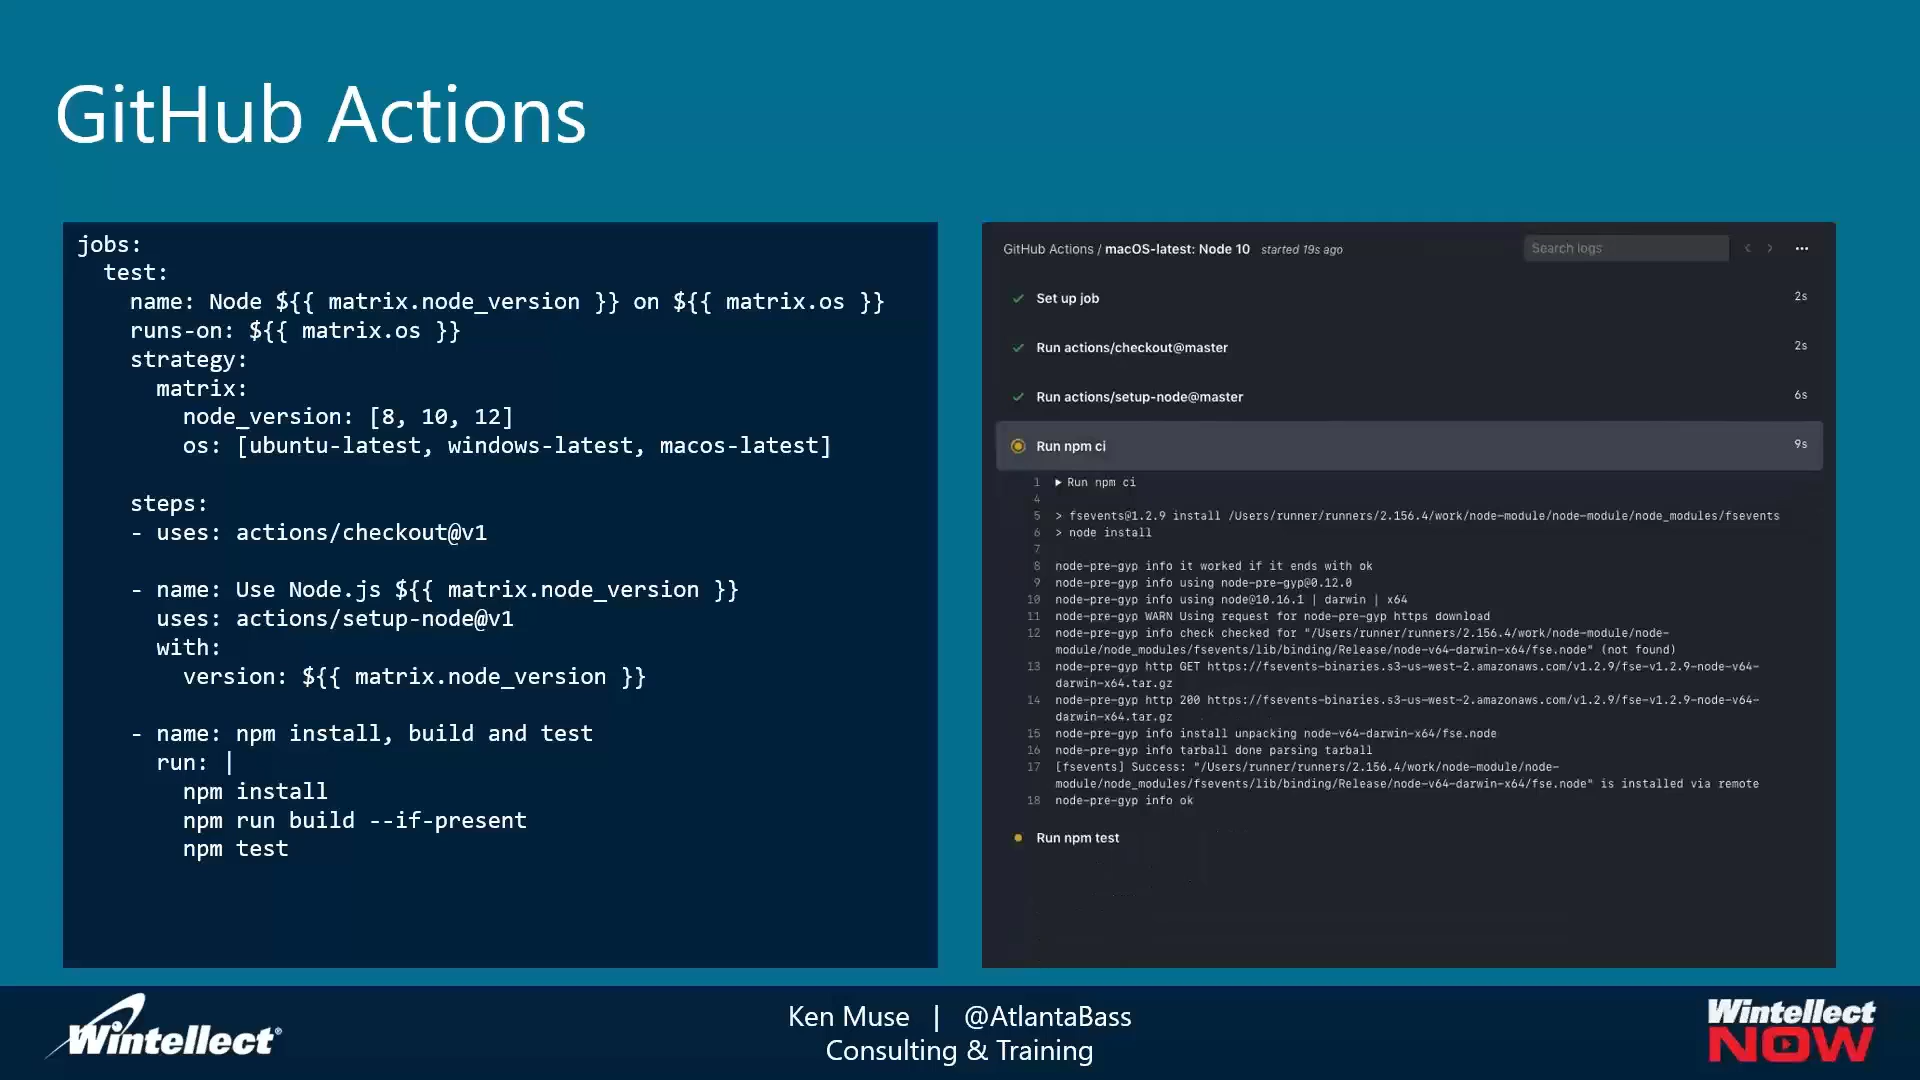 GitHub Actions
jobs:
  test:
    name: Node ${{ matrix.node_version }} on ${{ matrix.os }}
    runs-on: ${{ matrix.os }}
    strategy:
      matrix:
        node_version: [8, 10, 12]
        os: [ubuntu-latest, windows-latest, macos-latest]
    steps:
    - uses: actions/checkout@v1
    - name: Use Node.js ${{ matrix.node_version }}
      uses: actions/setup-node@v1
      with:
        version: ${{ matrix.node_version }}
    - name: npm install, build and test
      run: |
        npm install
        npm run build --if-present
        npm test
GitHub Actions / macOS-latest: Node 10 started 19s ago Search logs
Set up job 2s
Run actions/checkout@master 2s
Run actions/setup-node@master 6s
Run npm ci 9s
1 Run npm ci
4
5 > fsevents@1.2.9 install /Users/runner/runners/2.156.4/work/node-module/node-module/node_modules/fsevents
6 > node install
7
8 node-pre-gyp info it worked if it ends with ok
9 node-pre-gyp info using node-pre-gyp@0.12.0
10 node-pre-gyp info using node@10.16.1 | darwin | x64
11 node-pre-gyp WARN Using request for node-pre-gyp https download
12 node-pre-gyp info check checked for "/Users/runner/runners/2.156.4/work/node-module/node-
module/node_modules/fsevents/lib/binding/Release/node-v64-darwin-x64/fse.node" (not found)
13 node-pre-gyp http GET https://fsevents-binaries.s3-us-west-2.amazonaws.com/v1.2.9/fse-v1.2.9-node-v64-
darwin-x64.tar.gz
14 node-pre-gyp http 200 https://fsevents-binaries.s3-us-west-2.amazonaws.com/v1.2.9/fse-v1.2.9-node-v64-
darwin-x64.tar.gz
15 node-pre-gyp info install unpacking node-v64-darwin-x64/fse.node
16 node-pre-gyp info tarball done parsing tarball
17 [fsevents] Success: "/Users/runner/runners/2.156.4/work/node-module/node-
module/node_modules/fsevents/lib/binding/Release/node-v64-darwin-x64/fse.node" is installed via remote
18 node-pre-gyp info ok
Run npm test
Wintellect®
Ken Muse | @AtlantaBass
Consulting & Training
Wintellect
NOW